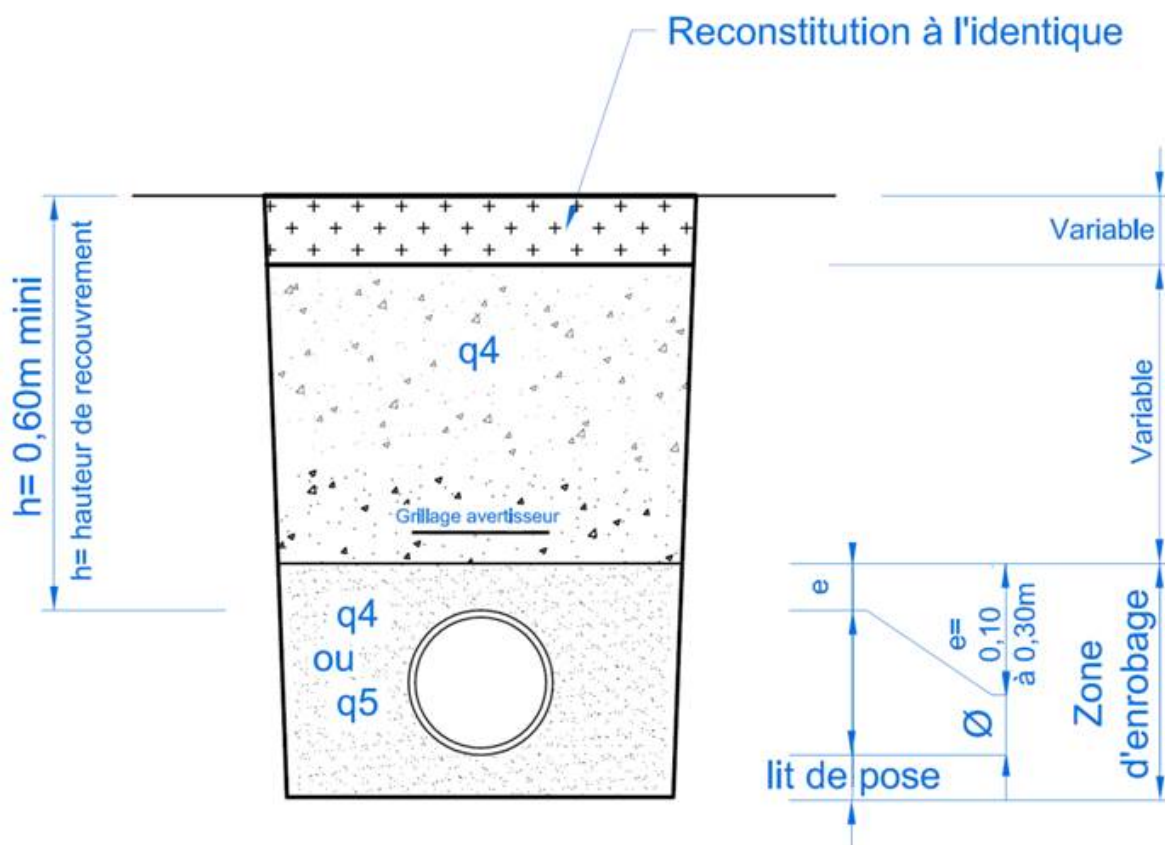 Reconstitution à l'identique
h= 0,60m mini
h= hauteur de recouvrement
Variable
q4
Variable
Grillage avertisseur
q4
ou
q5
e
e=
0,10
à 0,30m
Ø
Zone
d'enrobage
lit de pose